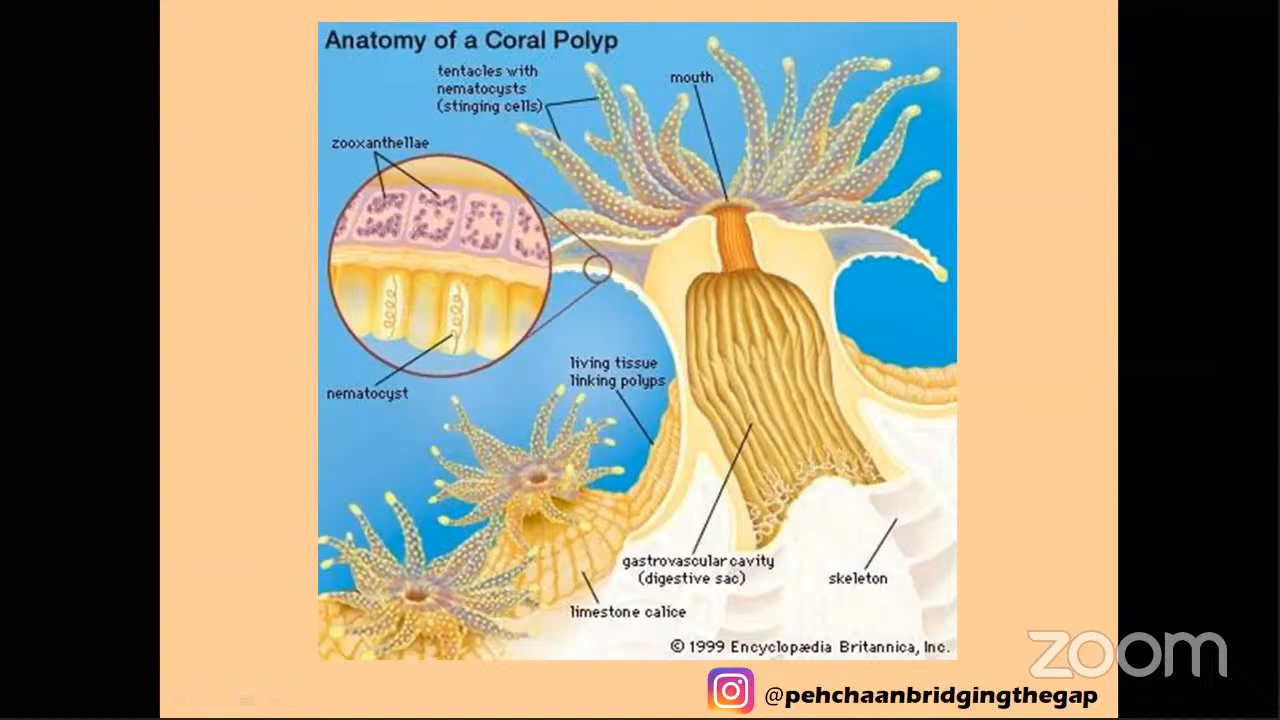 Anatomy of a Coral Polyp
tentacles with
nematocysts
(stinging cells)
mouth
zooxanthellae
nematocyst
living tissue
linking polyps
gastrovascular cavity
(digestive sac)
skeleton
limestone calice
© 1999 Encyclopædia Britannica, Inc.
zoom
@pehchaanbridgingthegap